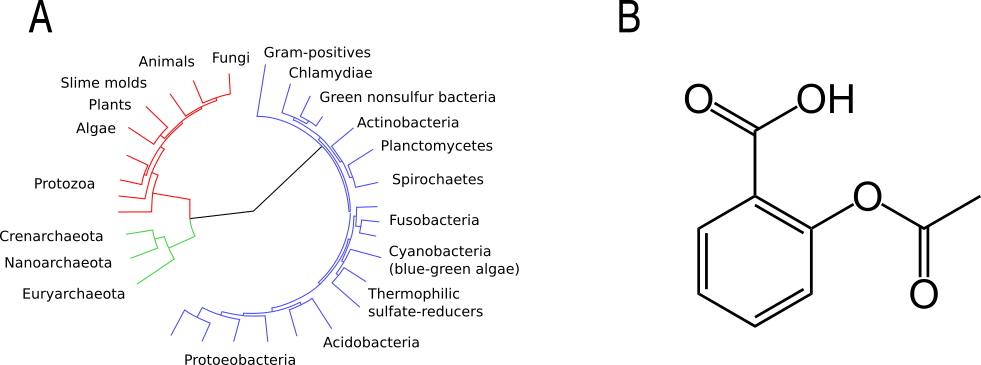 A
Fungi
Animals
Slime molds
Plants
Algae
Protozoa
Crenarchaeota
Nanoarchaeota
Euryarchaeota
Gram-positives
Chlamydiae
Green nonsulfur bacteria
Actinobacteria
Planctomycetes
Spirochaetes
Fusobacteria
Cyanobacteria
(blue-green algae)
Thermophilic
sulfate-reducers
Acidobacteria
Protoeobacteria
B
O
OH
O
O